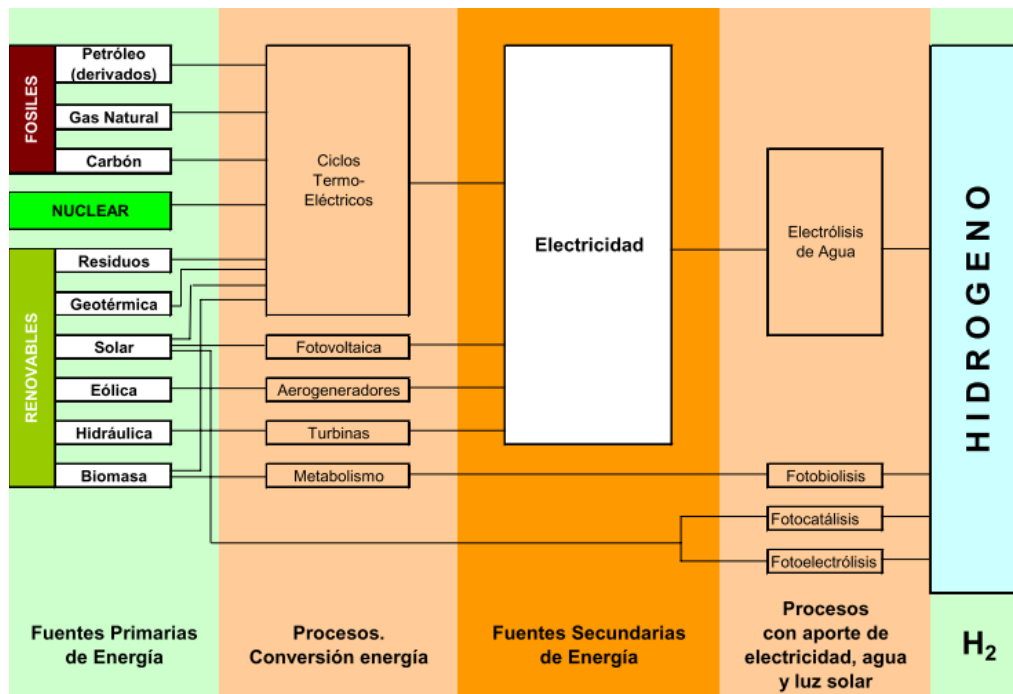 FOSILES
Petróleo
(derivados)
Gas Natural
Carbón
NUCLEAR
RENOVABLES
Residuos
Geotérmica
Solar
Eólica
Hidráulica
Biomasa
Fuentes Primarias
de Energía
Ciclos
Termo-
Eléctricos
Fotovoltaica
Aerogeneradores
Turbinas
Metabolismo
Procesos.
Conversión energía
Electricidad
Fuentes Secundarias
de Energía
Electrólisis
de Agua
Fotobiolisis
Fotocatálisis
Fotoelectrólisis
Procesos
con aporte de
electricidad, agua
y luz solar
HIDROGENO
H₂